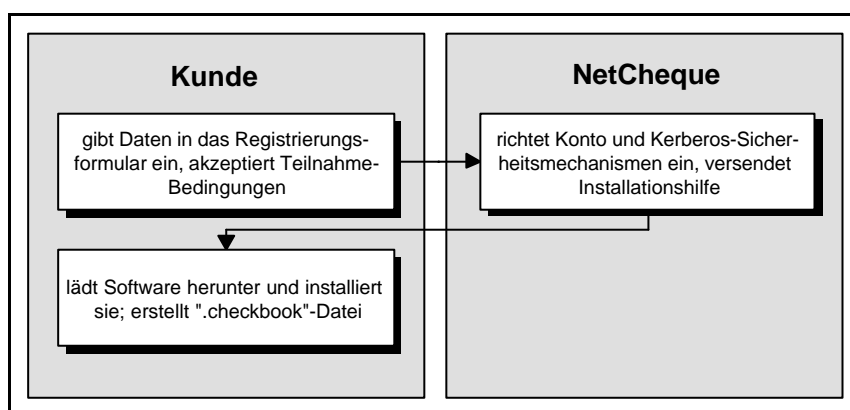 Kunde
NetCheque
gibt Daten in das Registrierungs-
formular ein, akzeptiert Teilnahme-
Bedingungen
richtet Konto und Kerberos-Sicher-
heitsmechanismen ein, versendet
Installationshilfe
lädt Software herunter und installiert
sie; erstellt ".checkbook"-Datei